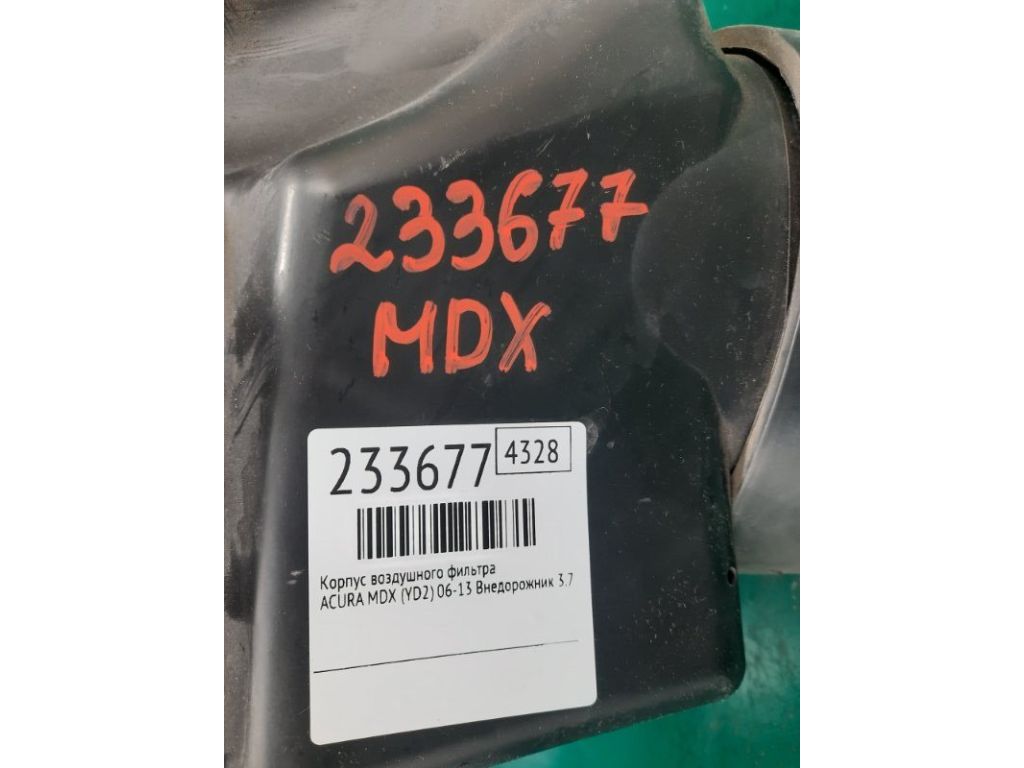 233677
MDX
233677 4328
Корпус воздушного фильтра
ACURA MDX (YD2) 06-13 Внедорожник 3.7